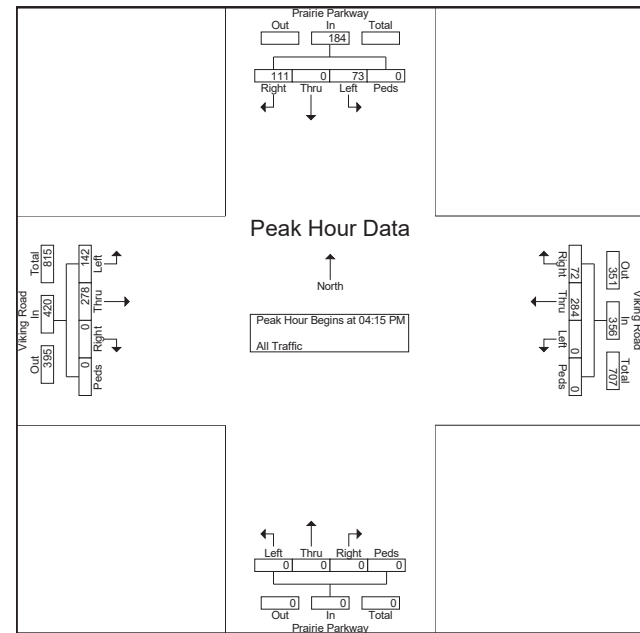 Prairie Parkway
Out In Total
184
111 0 73 0
Right Thru Left Peds
Peak Hour Data
North
Peak Hour Begins at 04:15 PM
All Traffic
Viking Road
Total In Out
815 420 395
142 278 0 0
Left Thru Right Peds
Viking Road
Out In Total
351 356 707
72 284 0 0
Right Thru Left Peds
Left Thru Right Peds
0 0 0 0
0 0 0
Out In Total
Prairie Parkway